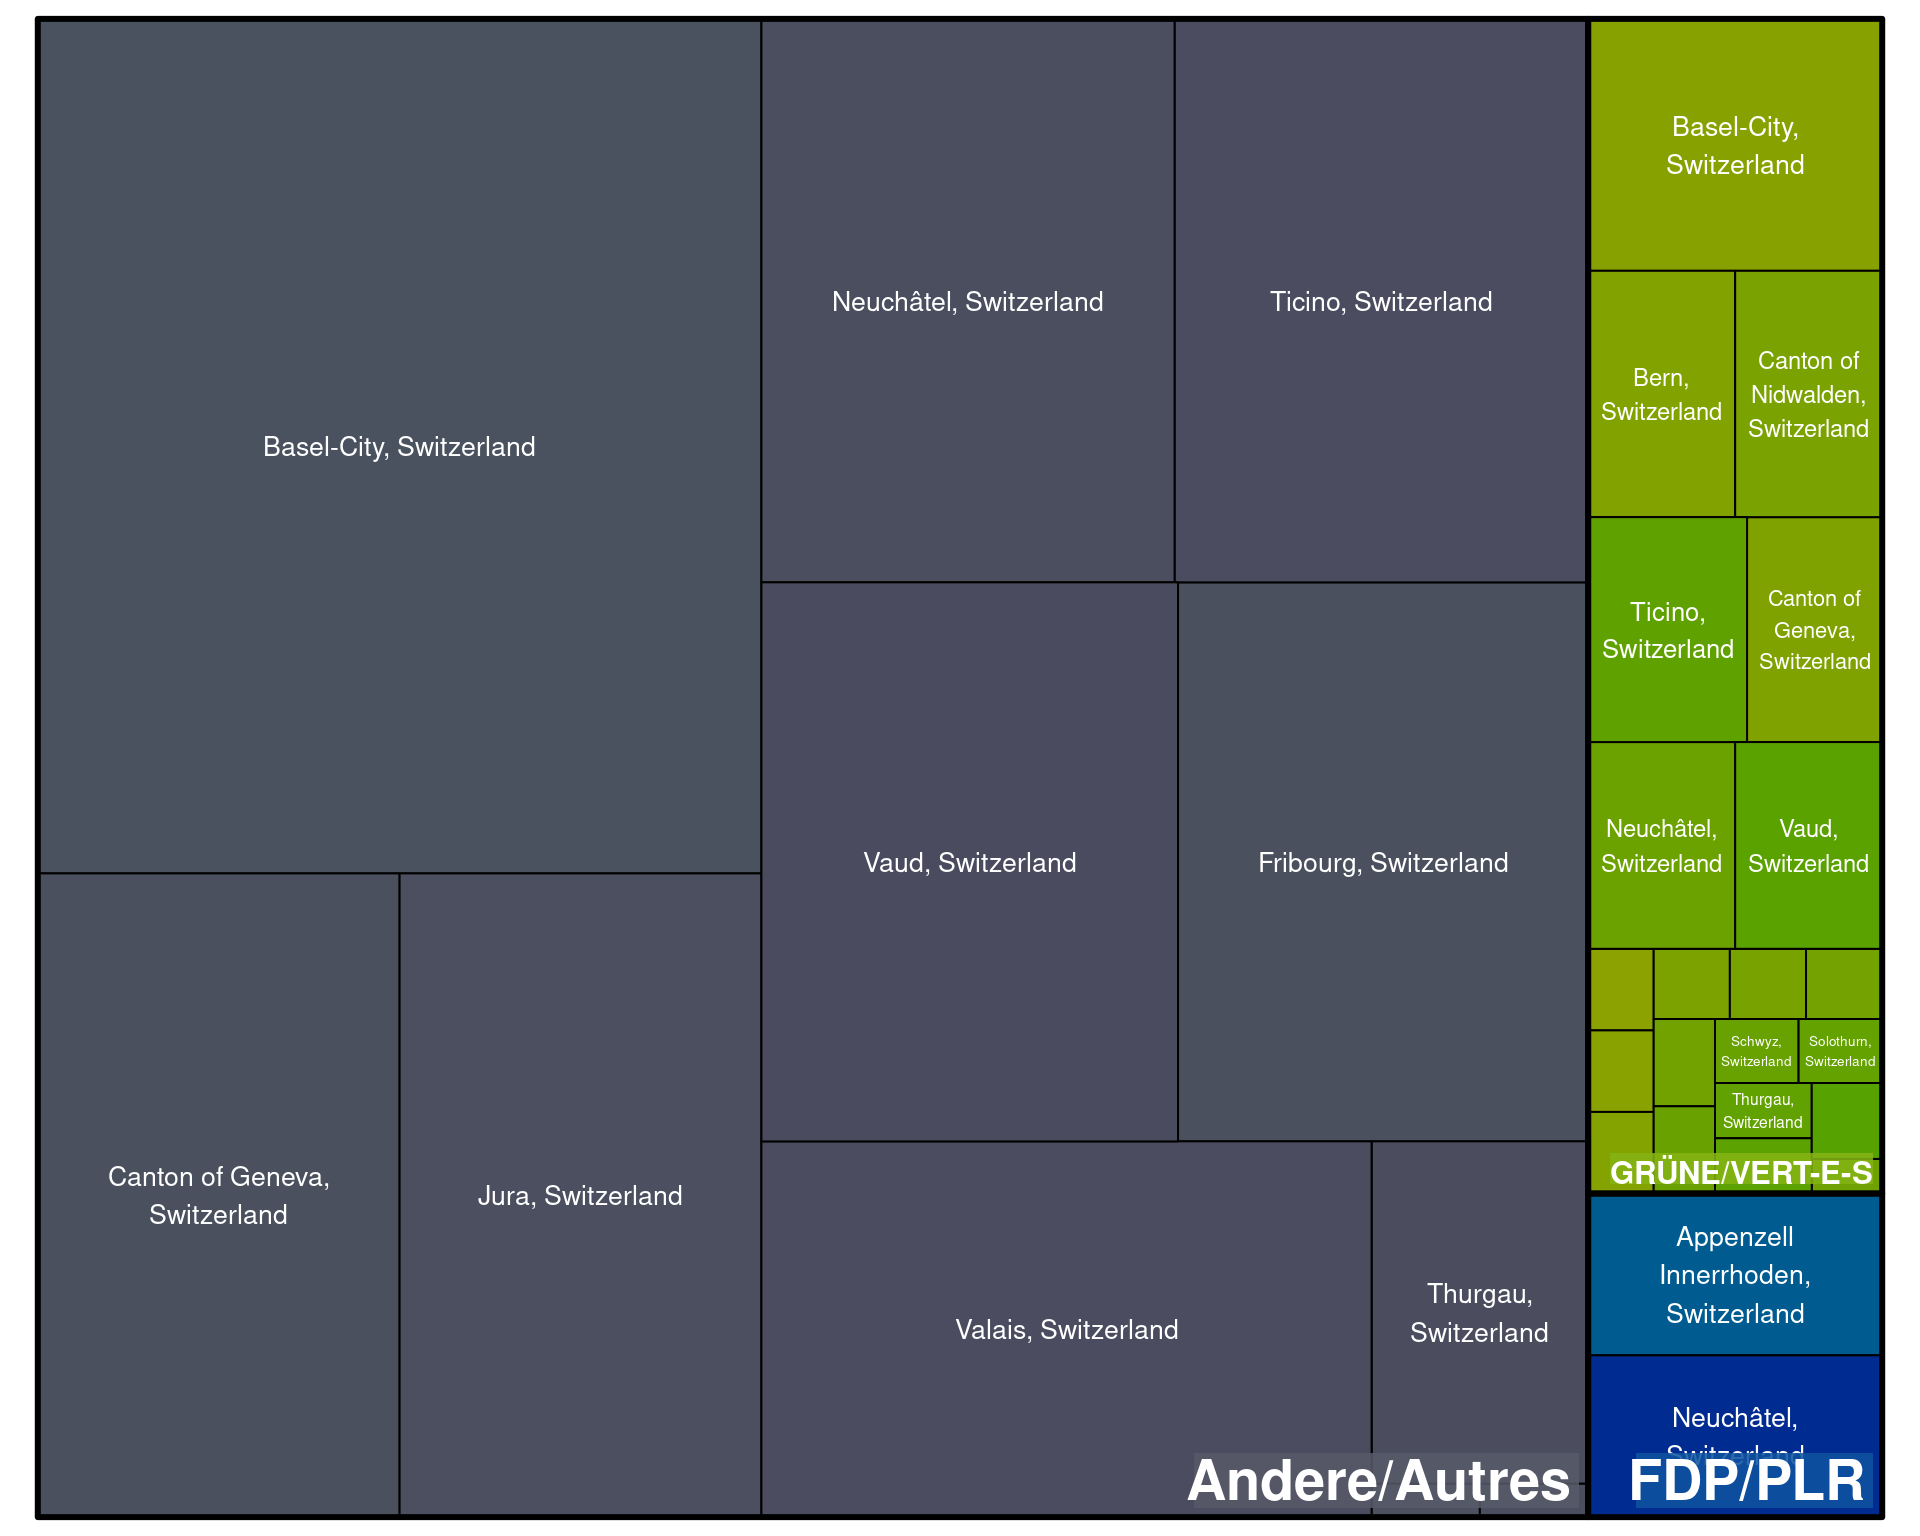 Basel-City, Switzerland
Canton of Geneva,
Switzerland
Jura, Switzerland
Neuchâtel, Switzerland
Ticino, Switzerland
Vaud, Switzerland
Fribourg, Switzerland
Valais, Switzerland
Thurgau,
Switzerland
Andere/Autres
Basel-City,
Switzerland
Bern,
Switzerland
Canton of
Nidwalden,
Switzerland
Ticino,
Switzerland
Canton of
Geneva,
Switzerland
Neuchâtel,
Switzerland
Vaud,
Switzerland
Schwyz,
Switzerland
Solothurn,
Switzerland
Thurgau,
Switzerland
GRÜNE/VERT-E-S
Appenzell
Innerrhoden,
Switzerland
Neuchâtel,
Switzerland
FDP/PLR